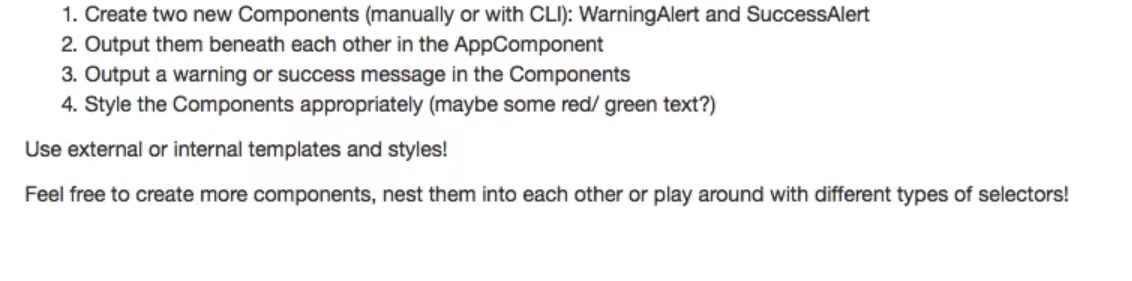 1. Create two new Components (manually or with CLI): WarningAlert and SuccessAlert
2. Output them beneath each other in the AppComponent
3. Output a warning or success message in the Components
4. Style the Components appropriately (maybe some red/ green text?)
Use external or internal templates and styles!
Feel free to create more components, nest them into each other or play around with different types of selectors!